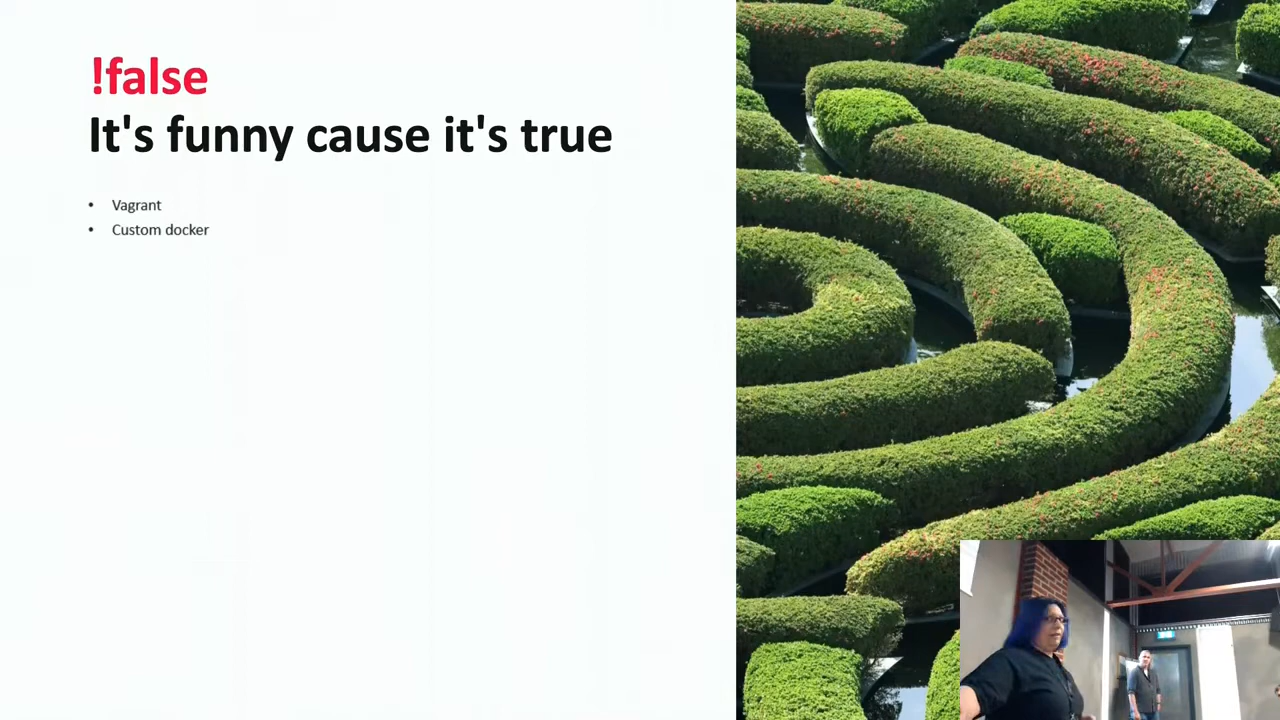 !false
It's funny cause it's true
• Vagrant
• Custom docker